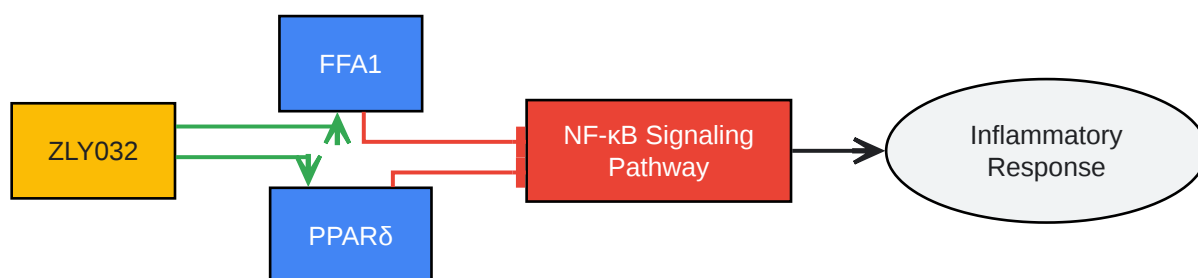 FFA1
ZLY032
NF-κB Signaling
Pathway
Inflammatory
Response
PPARδ